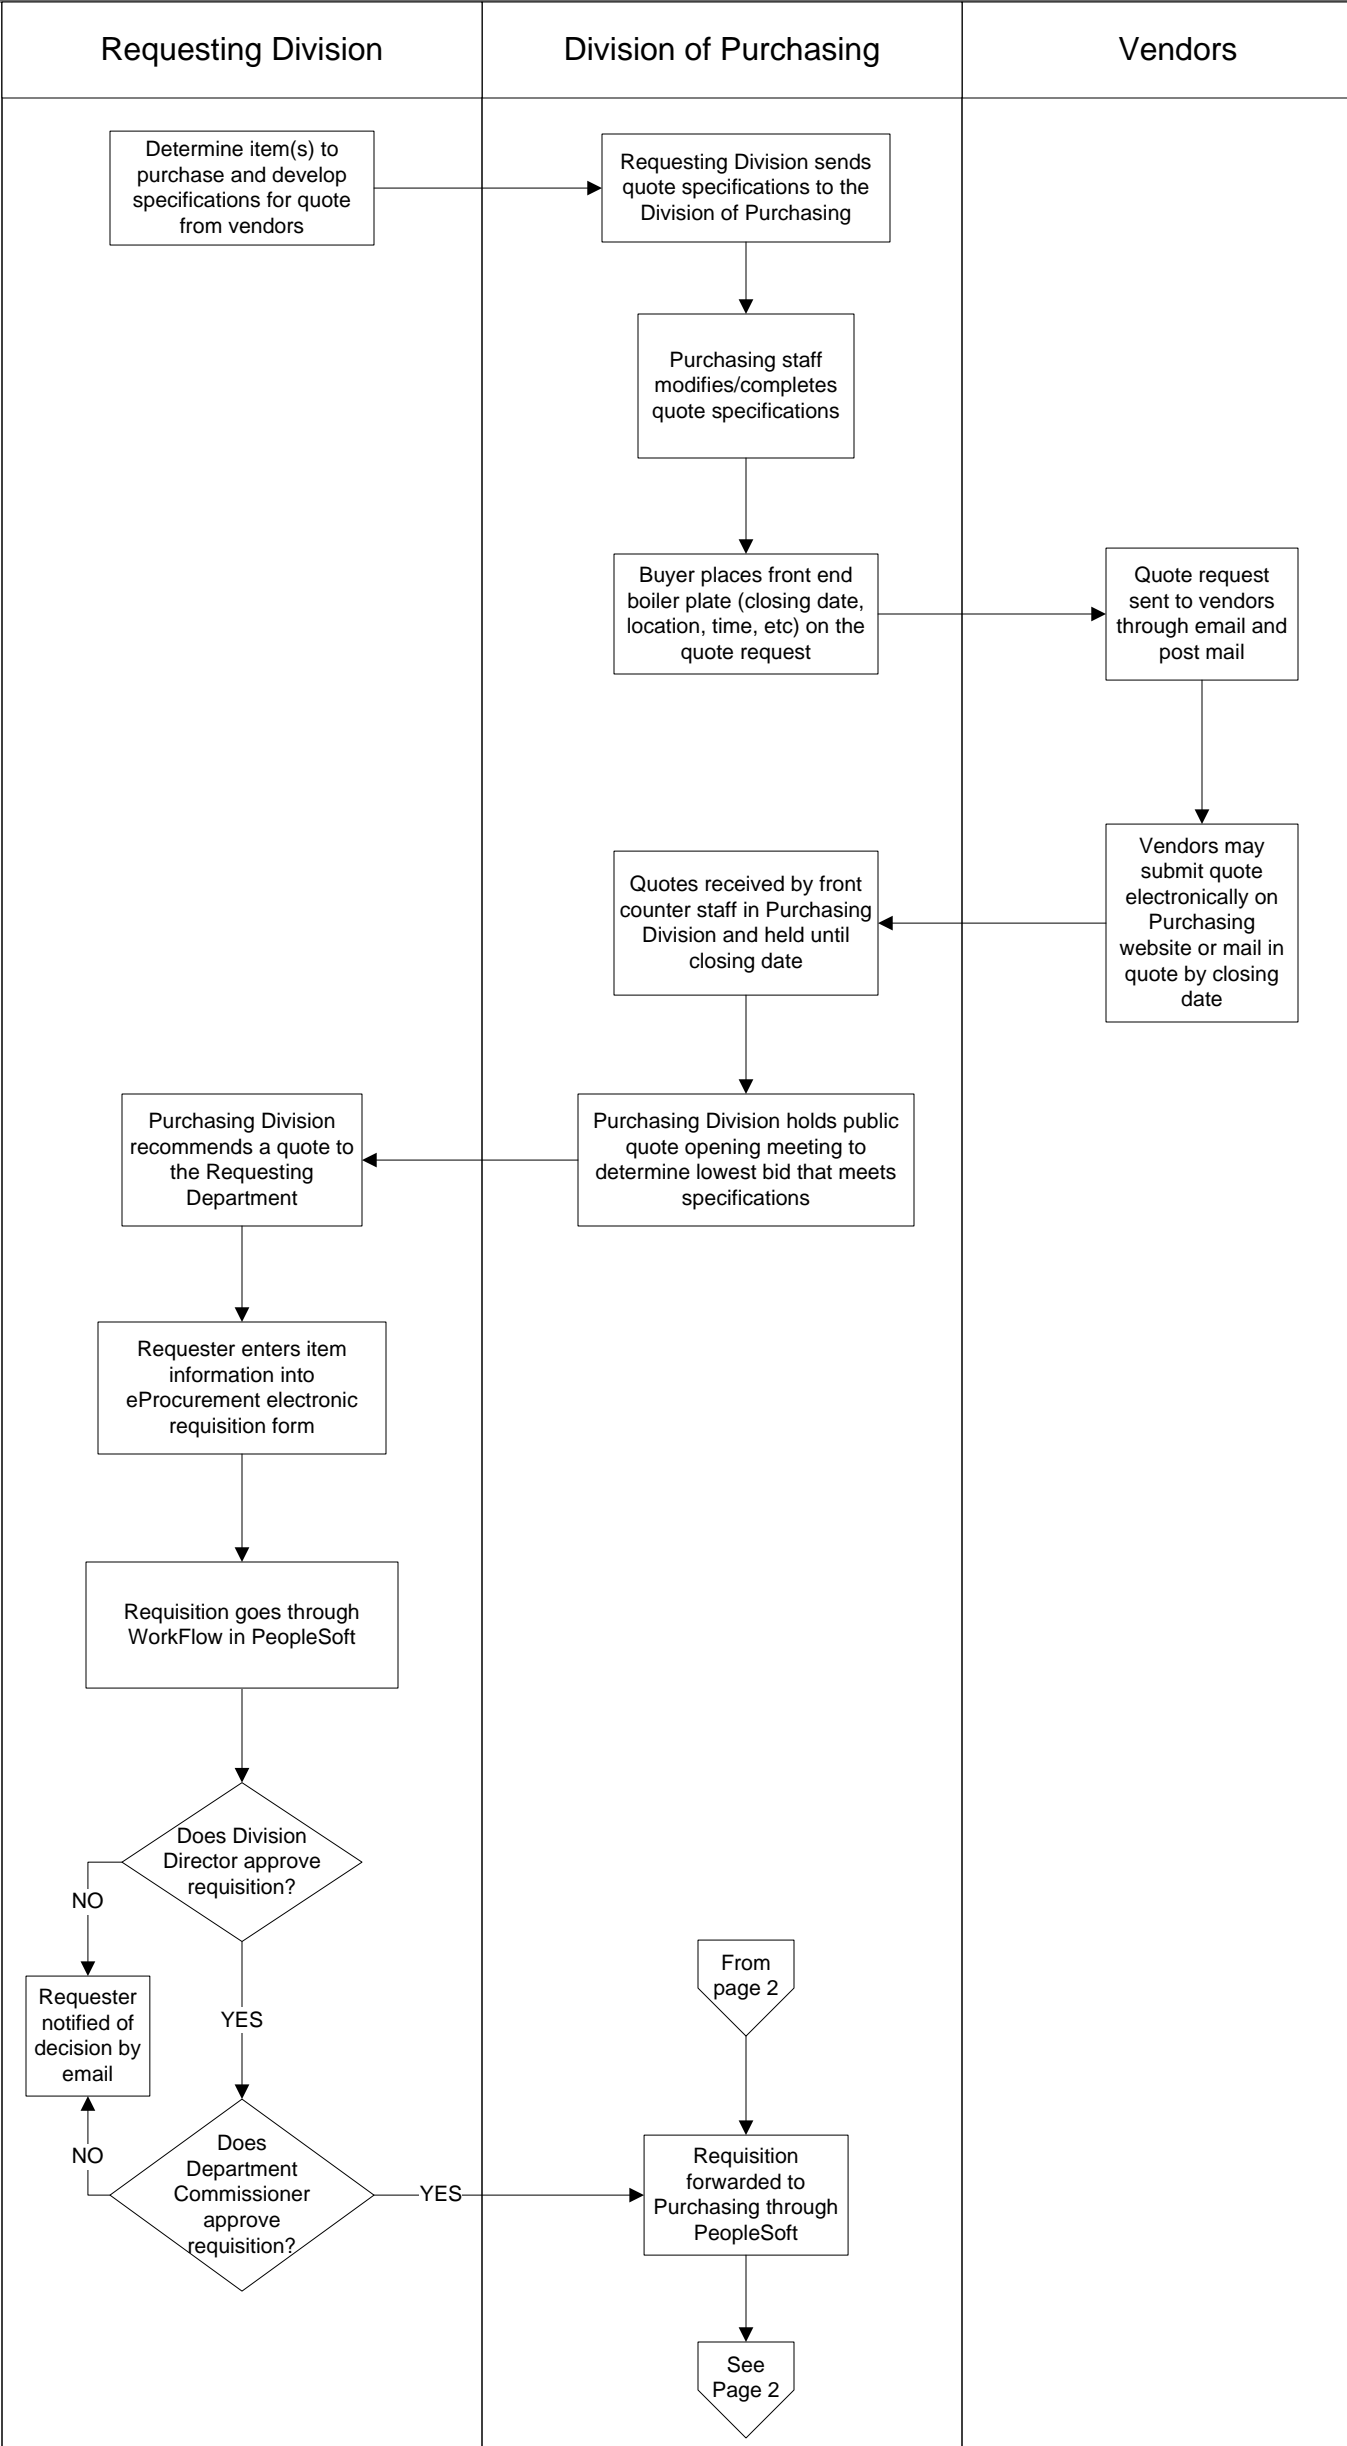 Requesting Division
Division of Purchasing
Vendors
Determine item(s) to
purchase and develop
specifications for quote
from vendors
Requesting Division sends
quote specifications to the
Division of Purchasing
Purchasing staff
modifies/completes
quote specifications
Buyer places front end
boiler plate (closing date,
location, time, etc) on the
quote request
Quote request
sent to vendors
through email and
post mail
Vendors may
submit quote
electronically on
Purchasing
website or mail in
quote by closing
date
Quotes received by front
counter staff in Purchasing
Division and held until
closing date
Purchasing Division holds public
quote opening meeting to
determine lowest bid that meets
specifications
Purchasing Division
recommends a quote to
the Requesting
Department
Requester enters item
information into
eProcurement electronic
requisition form
Requisition goes through
WorkFlow in PeopleSoft
Does Division
Director approve
requisition?
NO
YES
Requester
notified of
decision by
email
NO
Does
Department
Commissioner
approve
requisition?
YES
From
page 2
Requisition
forwarded to
Purchasing through
PeopleSoft
See
Page 2